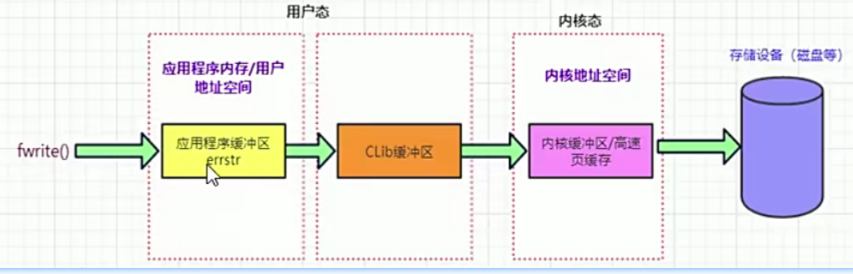 用户态
内核态
应用程序内存/用户
地址空间
内核地址空间
存储设备（磁盘等）
fwrite()
应用程序缓冲区
errstr
CLib缓冲区
内核缓冲区/高速
页缓存